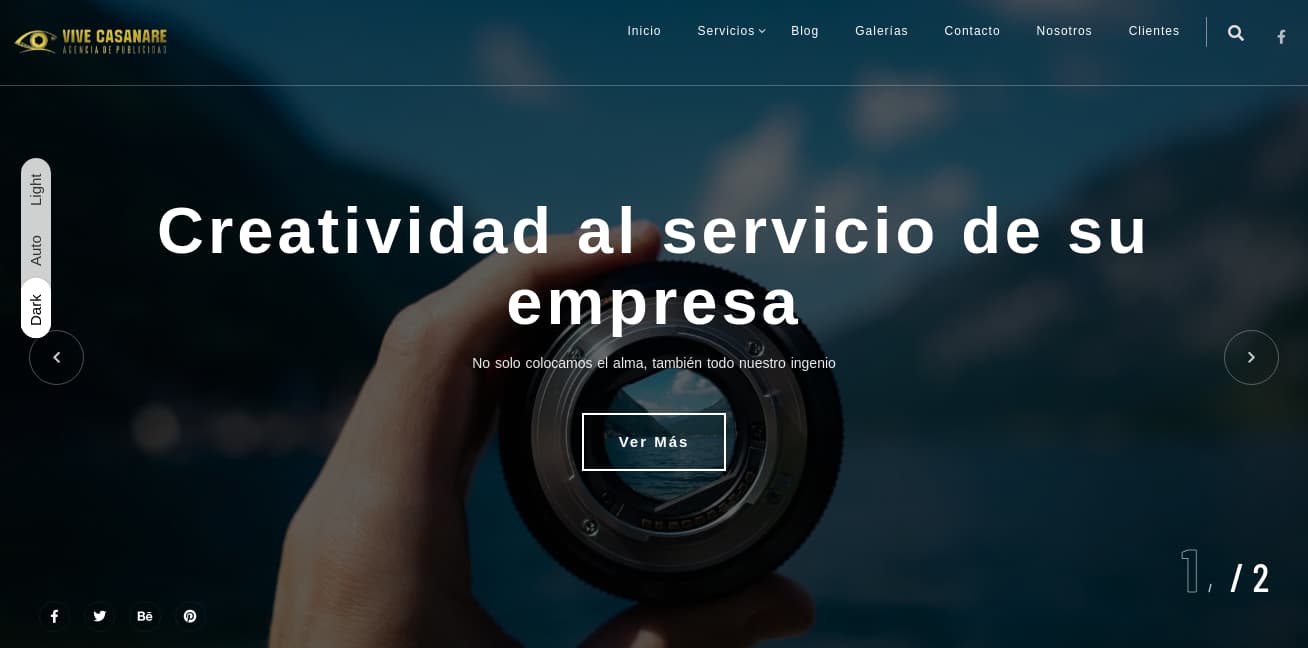 VIVE CASANARE
AGENCIA DE PUBLICIDAD
Inicio
Servicios
Blog
Galerías
Contacto
Nosotros
Clientes
Light
Auto
Dark
Creatividad al servicio de su
empresa
No solo colocamos el alma, también todo nuestro ingenio
Ver Más
1 / / 2
Bē